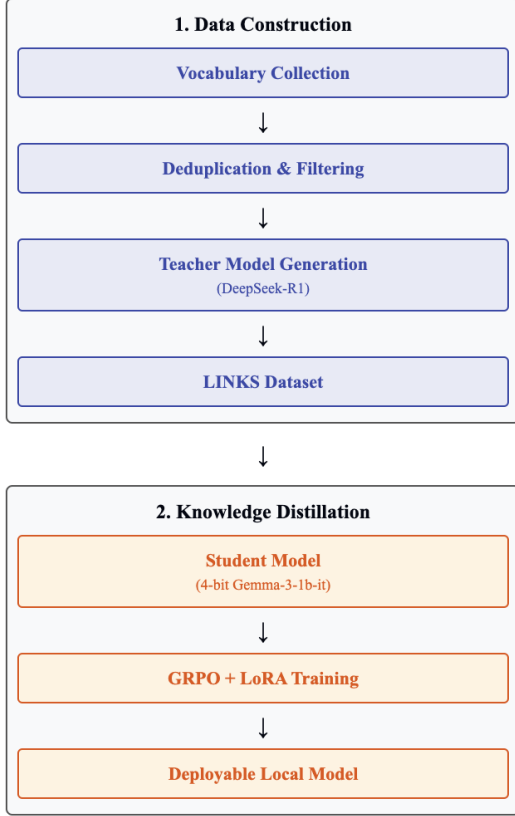 1. Data Construction
Vocabulary Collection
↓
Deduplication & Filtering
↓
Teacher Model Generation
(DeepSeek-R1)
↓
LINKS Dataset
↓
2. Knowledge Distillation
Student Model
(4-bit Gemma-3-1b-it)
↓
GRPO + LoRA Training
↓
Deployable Local Model